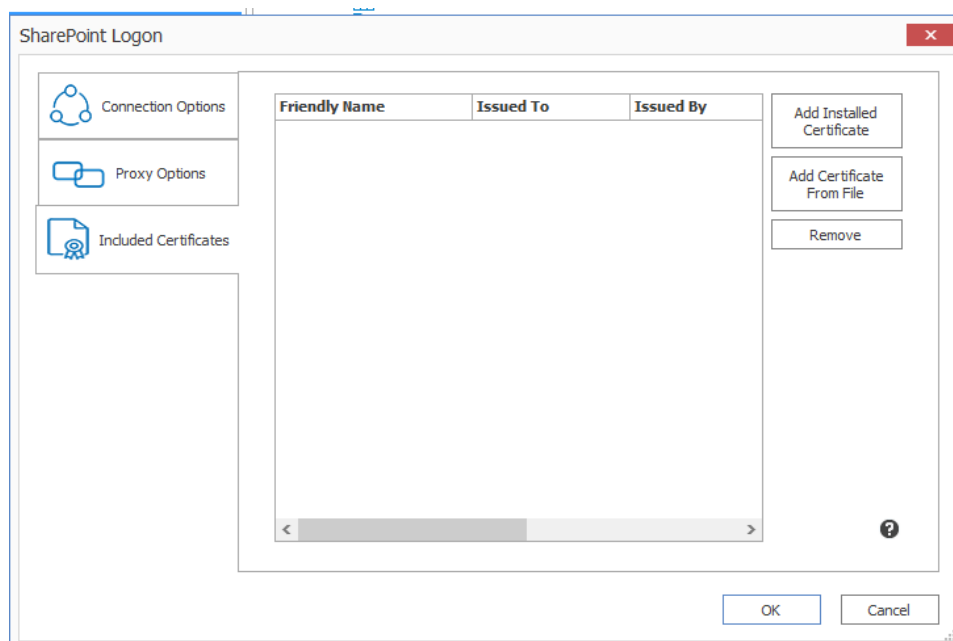 SharePoint Logon
Connection Options
Proxy Options
Included Certificates
Friendly Name Issued To Issued By
Add Installed
Certificate
Add Certificate
From File
Remove
OK Cancel